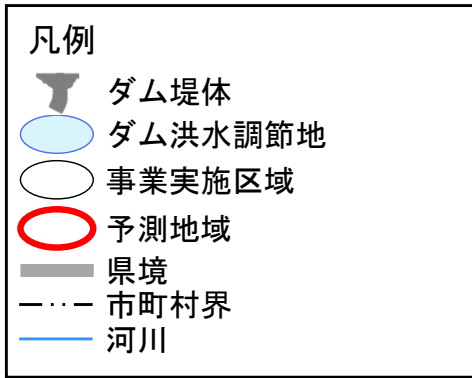 凡例
ダム堤体
ダム洪水調節地
事業実施区域
予測地域
県境
市町村界
河川